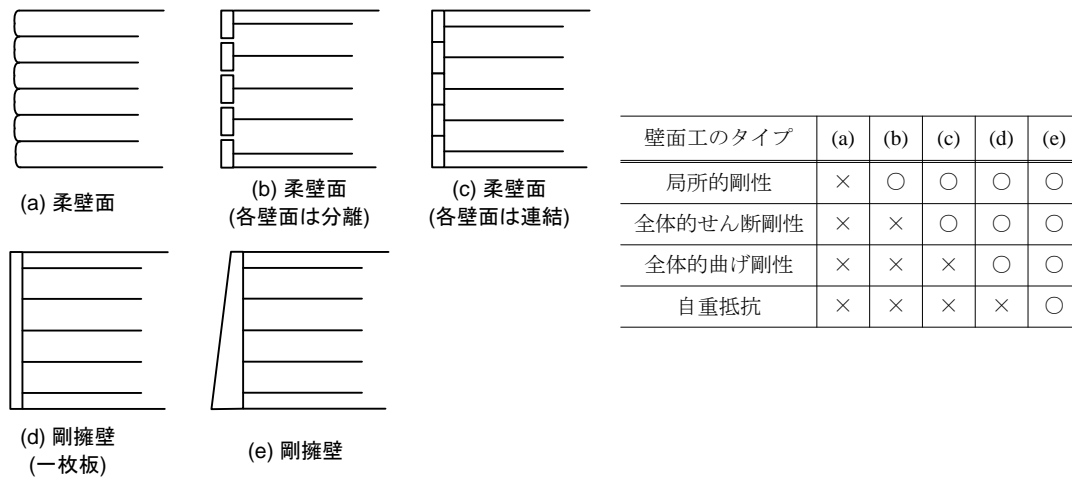 (a) 柔壁面
(b) 柔壁面
(各壁面は分離)
(c) 柔壁面
(各壁面は連結)
(d) 剛擁壁
(一枚板)
(e) 剛擁壁
壁面工のタイプ (a) (b) (c) (d) (e)
局所的剛性 × ○ ○ ○ ○
全体的せん断剛性 × × ○ ○ ○
全体的曲げ剛性 × × × ○ ○
自重抵抗 × × × × ○